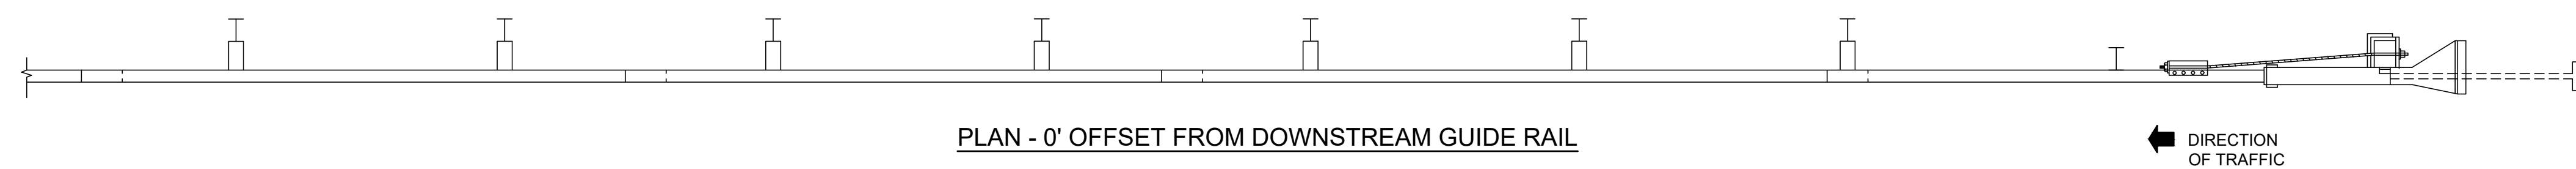 PLAN - 0' OFFSET FROM DOWNSTREAM GUIDE RAIL
DIRECTION
OF TRAFFIC